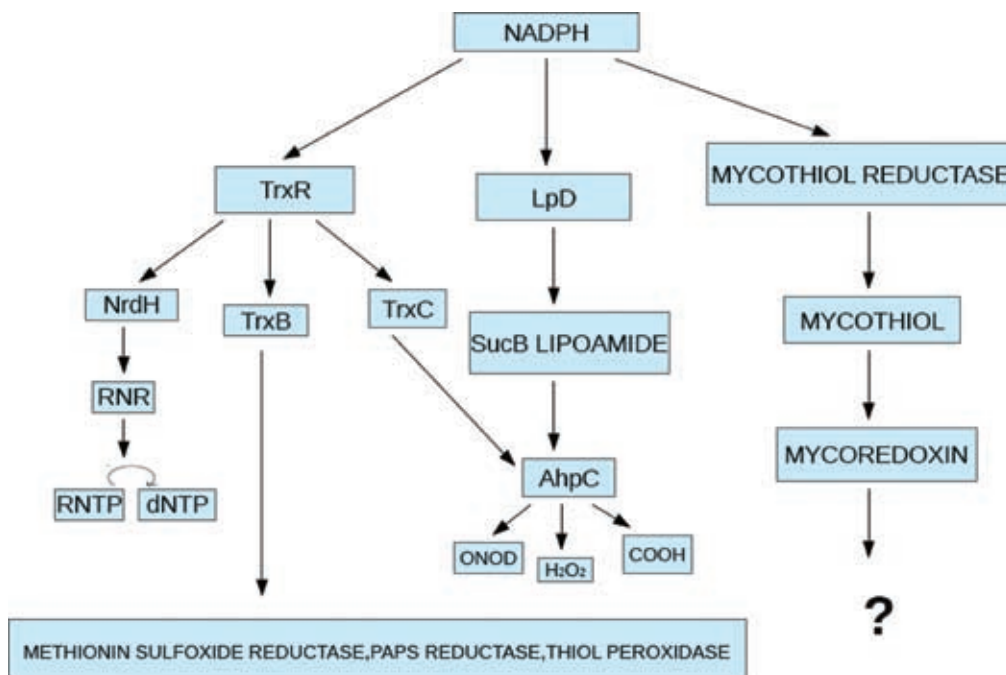 NADPH
TrxR
LpD
MYCOTHIOL REDUCTASE
NrdH
TrxB
TrxC
SucB LIPOAMIDE
MYCOTHIOL
RNR
MYCOREDOXIN
RNTP
dNTP
AhpC
ONOD
H₂O₂
COOH
?
METHIONIN SULFOXIDE REDUCTASE,PAPS REDUCTASE,THIOL PEROXIDASE